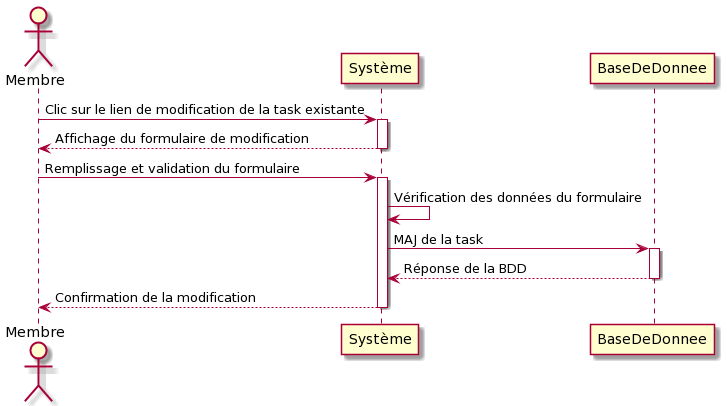 Membre
Système
BaseDeDonnee
Clic sur le lien de modification de la task existante
Affichage du formulaire de modification
Remplissage et validation du formulaire
Vérification des données du formulaire
MAJ de la task
Réponse de la BDD
Confirmation de la modification
Membre
Système
BaseDeDonnee